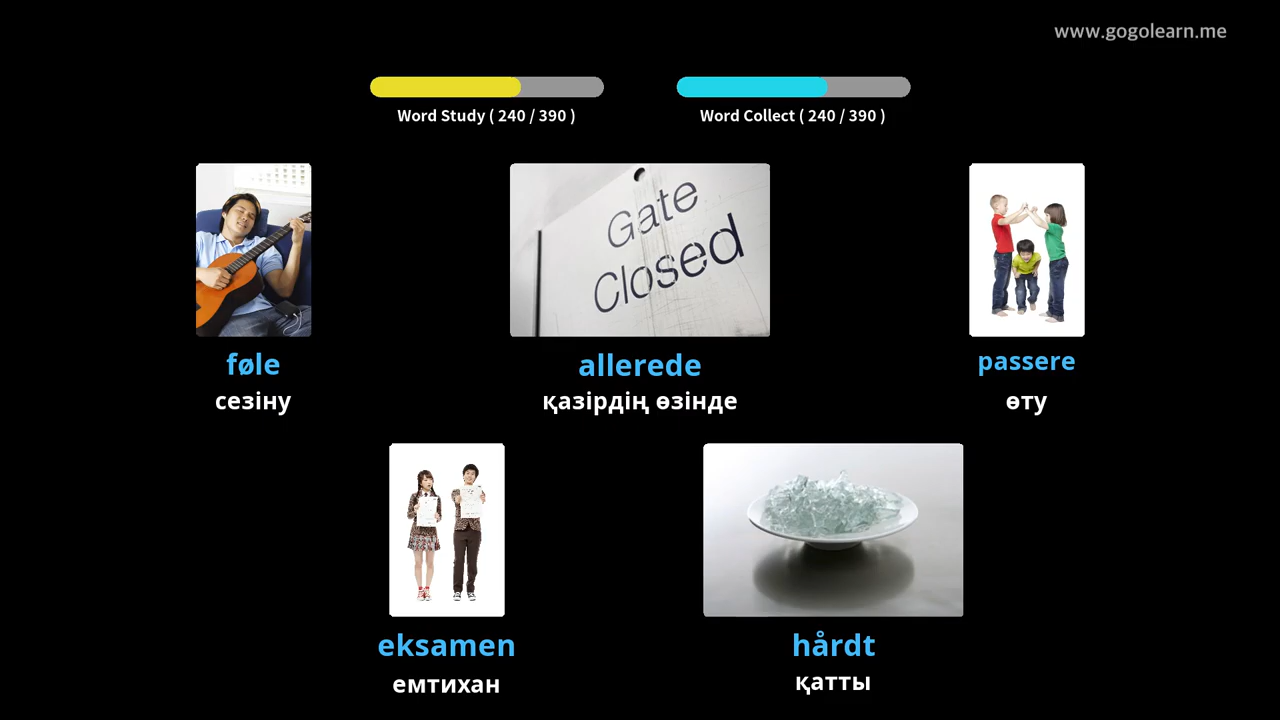 www.gogolearn.me
Word Study ( 240 / 390 )
Word Collect ( 240 / 390 )
Gate
Closed
føle
сезіну
allerede
қазірдің өзінде
passere
өту
eksamen
емтихан
hårdt
қатты